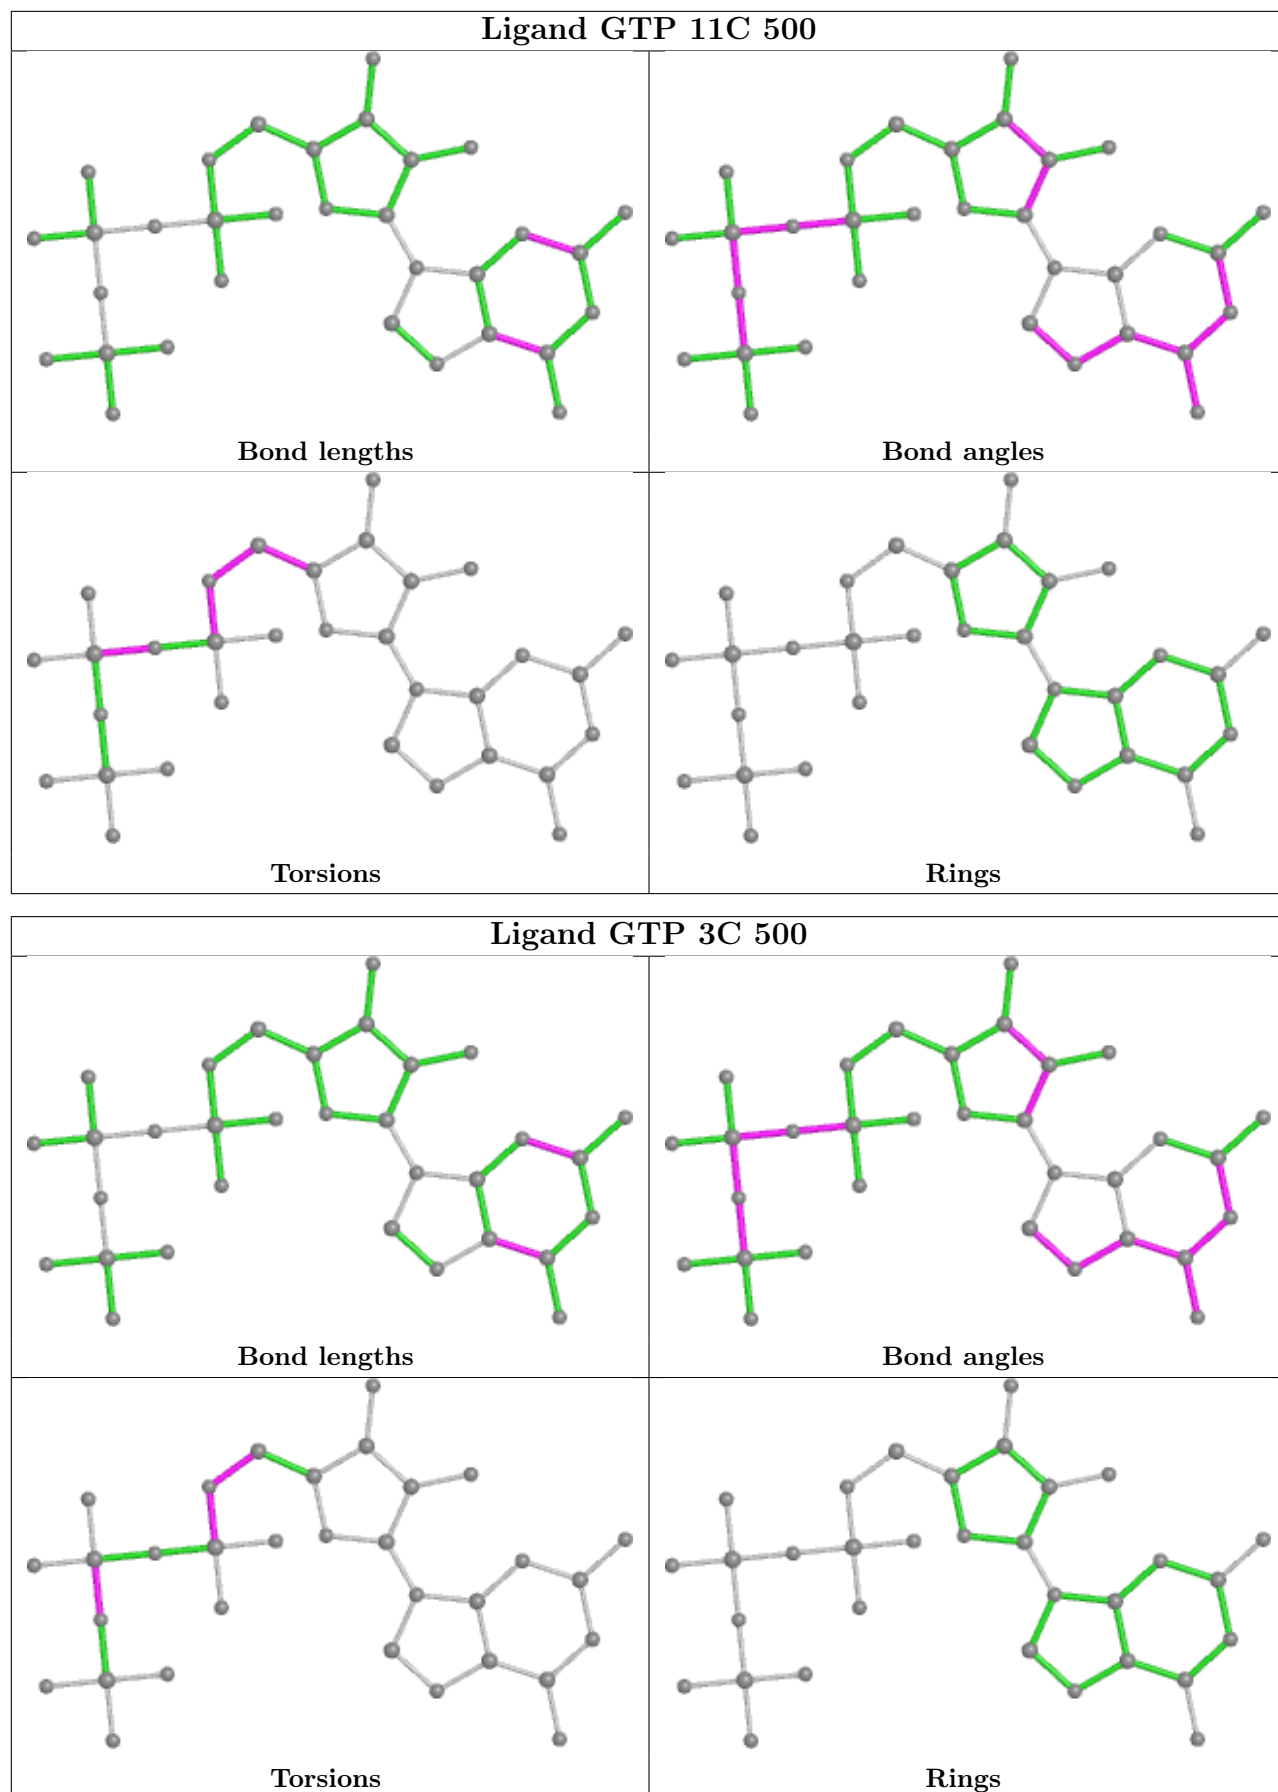 Ligand GTP 11C 500
Bond lengths
Bond angles
Torsions
Rings
Ligand GTP 3C 500
Bond lengths
Bond angles
Torsions
Rings